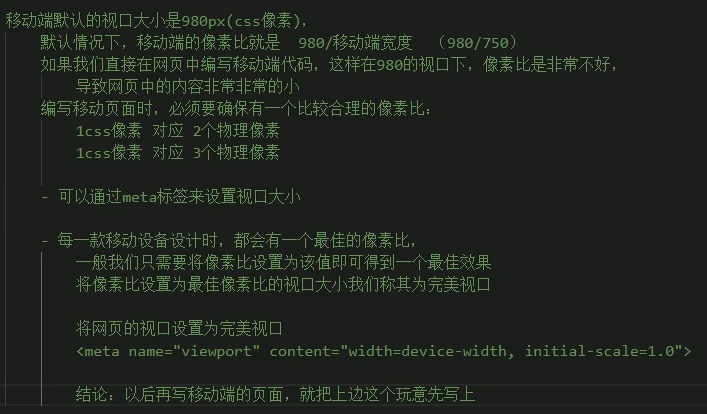 移动端默认的视口大小是980px(css像素),
默认情况下，移动端的像素比就是  980/移动端宽度  （980/750）
如果我们直接在网页中编写移动端代码，这样在980的视口下，像素比是非常不好，
导致网页中的内容非常非常的小
编写移动页面时，必须要确保有一个比较合理的像素比：
1css像素 对应 2个物理像素
1css像素 对应 3个物理像素
- 可以通过meta标签来设置视口大小
- 每一款移动设备设计时，都会有一个最佳的像素比，
一般我们只需要将像素比设置为该值即可得到一个最佳效果
将像素比设置为最佳像素比的视口大小我们称其为完美视口
将网页的视口设置为完美视口
<meta name="viewport" content="width=device-width, initial-scale=1.0">
结论：以后再写移动端的页面，就把上边这个玩意先写上